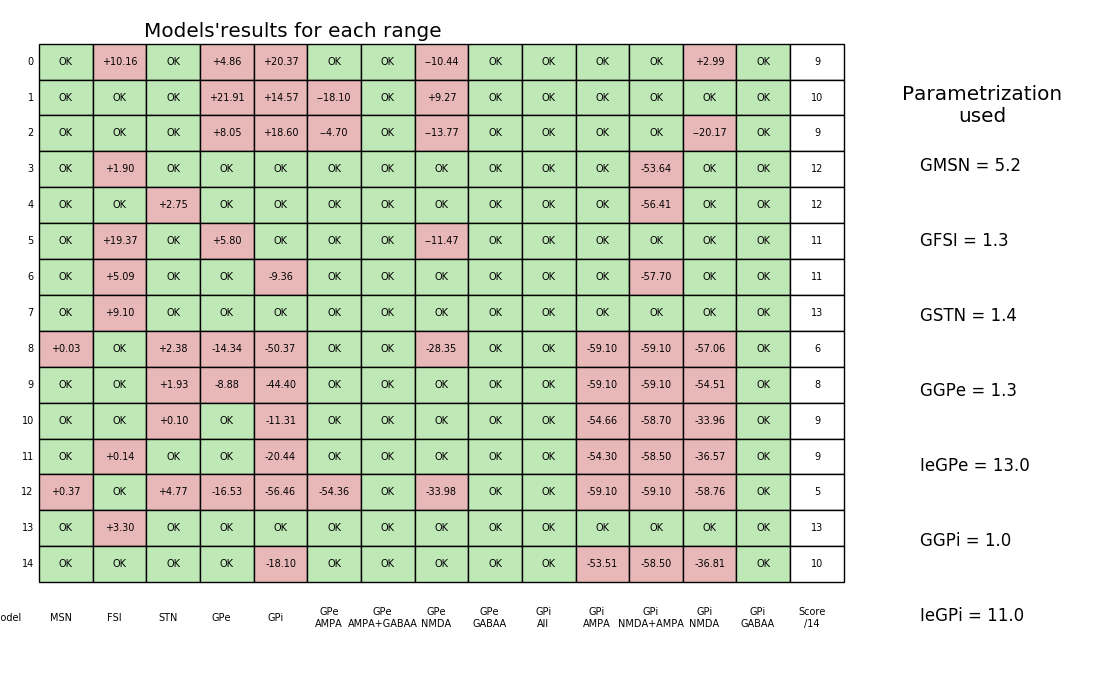 Models'results for each range
0 OK +10.16 OK +4.86 +20.37 OK OK --10.44 OK OK OK OK +2.99 OK 9
1 OK OK OK +21.91 +14.57 --18.10 OK +9.27 OK OK OK OK OK OK 10
2 OK OK OK +8.05 +18.60 --4.70 OK --13.77 OK OK OK OK --20.17 OK 9
3 OK +1.90 OK OK OK OK OK OK OK OK OK -53.64 OK OK 12
4 OK OK +2.75 OK OK OK OK OK OK OK OK -56.41 OK OK 12
5 OK +19.37 OK +5.80 OK OK OK --11.47 OK OK OK OK OK OK 11
6 OK +5.09 OK OK -9.36 OK OK OK OK OK OK -57.70 OK OK 11
7 OK +9.10 OK OK OK OK OK OK OK OK OK OK OK OK 13
8 +0.03 OK +2.38 -14.34 -50.37 OK OK -28.35 OK OK -59.10 -59.10 -57.06 OK 6
9 OK OK +1.93 -8.88 -44.40 OK OK OK OK OK -59.10 -59.10 -54.51 OK 8
10 OK OK +0.10 OK -11.31 OK OK OK OK OK -54.66 -58.70 -33.96 OK 9
11 OK +0.14 OK OK -20.44 OK OK OK OK OK -54.30 -58.50 -36.57 OK 9
12 +0.37 OK +4.77 -16.53 -56.46 -54.36 OK -33.98 OK OK -59.10 -59.10 -58.76 OK 5
13 OK +3.30 OK OK OK OK OK OK OK OK OK OK OK OK 13
14 OK OK OK OK -18.10 OK OK OK OK OK -53.51 -58.50 -36.81 OK 10
odel MSN FSI STN GPe GPi GPe AMPA GPe AMPA+GABAA GPe NMDA GPe GABAA GPi All GPi AMPA GPi NMDA+AMPA GPi NMDA GPi GABAA Score /14
Parametrization
used
GMSN = 5.2
GFSI = 1.3
GSTN = 1.4
GGPe = 1.3
IeGPe = 13.0
GGPi = 1.0
IeGPi = 11.0